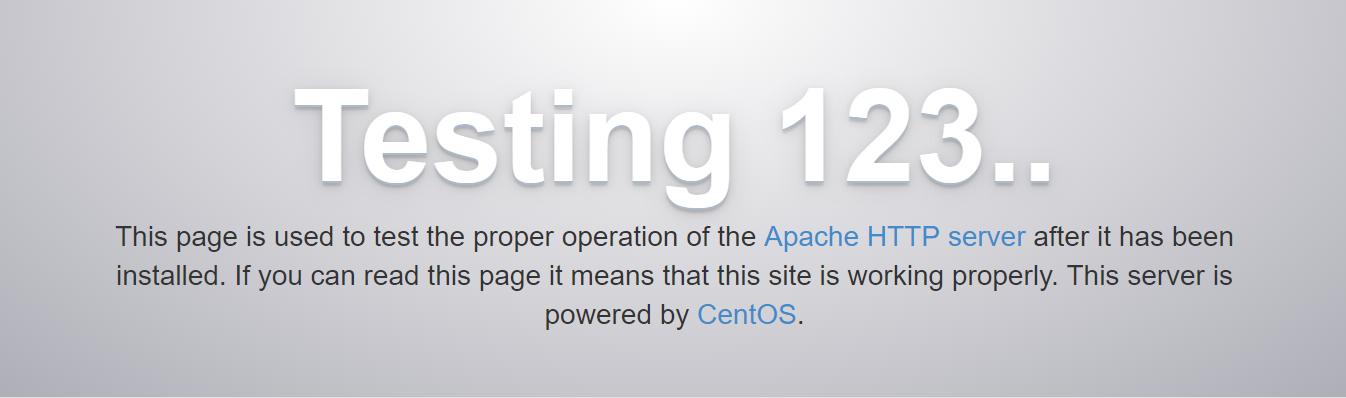 Testing 123..
This page is used to test the proper operation of the Apache HTTP server after it has been
installed. If you can read this page it means that this site is working properly. This server is
powered by CentOS.